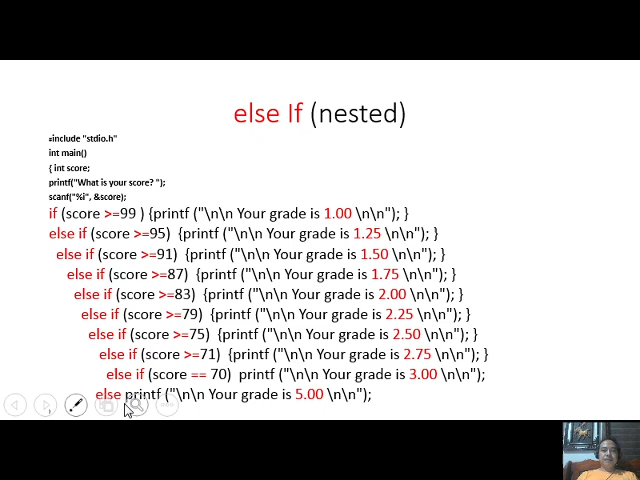 else If (nested)
#include "stdio.h"
int main()
{ int score;
printf("What is your score? ");
scanf("%i", &score);
if (score >=99 ) {printf ("\n\n Your grade is 1.00 \n\n"); }
else if (score >=95) {printf ("\n\n Your grade is 1.25 \n\n"); }
else if (score >=91) {printf ("\n\n Your grade is 1.50 \n\n"); }
else if (score >=87) {printf ("\n\n Your grade is 1.75 \n\n"); }
else if (score >=83) {printf ("\n\n Your grade is 2.00 \n\n"); }
else if (score >=79) {printf ("\n\n Your grade is 2.25 \n\n"); }
else if (score >=75) {printf ("\n\n Your grade is 2.50 \n\n"); }
else if (score >=71) {printf ("\n\n Your grade is 2.75 \n\n"); }
else if (score == 70) printf ("\n\n Your grade is 3.00 \n\n");
else printf ("\n\n Your grade is 5.00 \n\n");